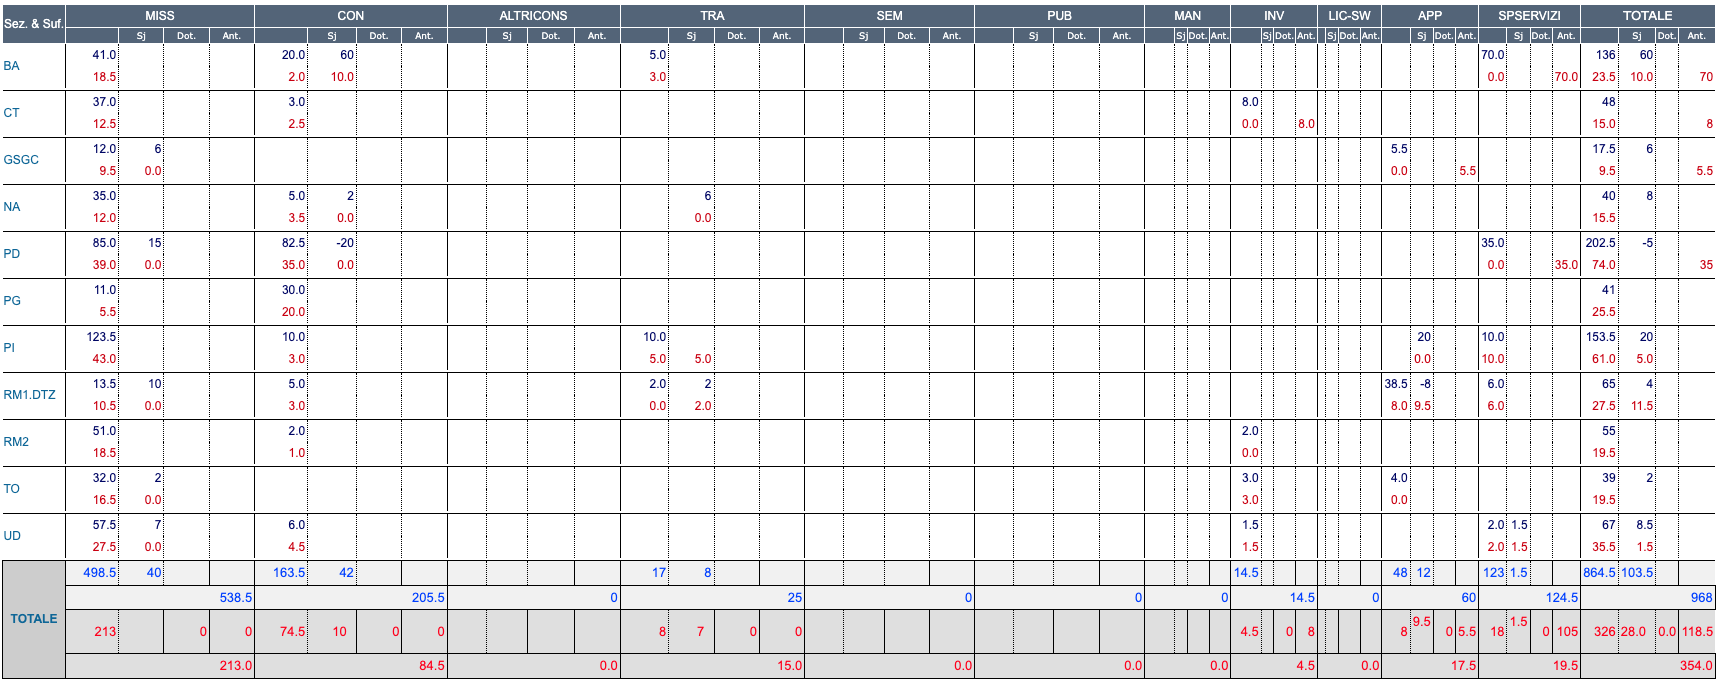 Sez. & Suf. MISS CON ALTRICONS TRA SEM PUB MAN INV LIC-SW APP SPSERVIZI TOTALE
Sj Dot. Ant. Sj Dot. Ant. Sj Dot. Ant. Sj Dot. Ant. Sj Dot. Ant. Sj Dot. Ant. Sj Dot. Ant. Sj Dot. Ant. Sj Dot. Ant. Sj Dot. Ant. Sj Dot. Ant. Sj Dot. Ant.
BA 41.0 20.0 60 5.0 70.0 136 60
18.5 2.0 10.0 3.0 0.0 70.0 23.5 10.0 70
CT 37.0 3.0 8.0 48
12.5 2.5 0.0 8.0 15.0 8
GSGC 12.0 6 5.5 17.5 6
9.5 0.0 0.0 5.5 9.5 5.5
NA 35.0 5.0 2 6 40 8
12.0 3.5 0.0 0.0 15.5
PD 85.0 15 82.5 -20 35.0 202.5 -5
39.0 0.0 35.0 0.0 0.0 35.0 74.0 35
PG 11.0 30.0 41
5.5 20.0 25.5
PI 123.5 10.0 10.0 20 10.0 153.5 20
43.0 3.0 5.0 5.0 0.0 10.0 61.0 5.0
RM1.DTZ 13.5 10 5.0 2.0 2 38.5 -8 6.0 65 4
10.5 0.0 3.0 0.0 2.0 8.0 9.5 6.0 27.5 11.5
RM2 51.0 2.0 2.0 55
18.5 1.0 0.0 19.5
TO 32.0 2 3.0 4.0 39 2
16.5 0.0 3.0 0.0 19.5
UD 57.5 7 6.0 1.5 2.0 1.5 67 8.5
27.5 0.0 4.5 1.5 2.0 1.5 35.5 1.5
TOTALE 498.5 40 163.5 42 17 8 14.5 48 12 123 1.5 864.5 103.5
538.5 205.5 0 25 0 0 0 14.5 0 60 124.5 968
213 0 0 74.5 10 0 0 8 7 0 0 4.5 0 8 8 9.5 0 5.5 18 1.5 0 105 326 28.0 0.0 118.5
213.0 84.5 0.0 15.0 0.0 0.0 0.0 4.5 0.0 17.5 19.5 354.0